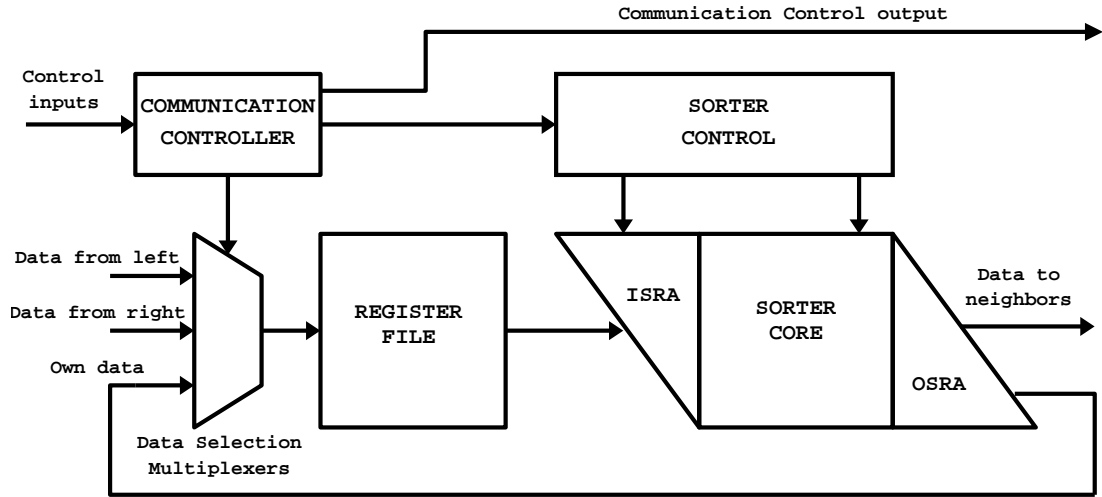 Communication Control output
Control
inputs
COMMUNICATION
CONTROLLER
SORTER
CONTROL
Data from left
Data from right
Own data
REGISTER
FILE
ISRA
SORTER
CORE
OSRA
Data to
neighbors
Data Selection
Multiplexers